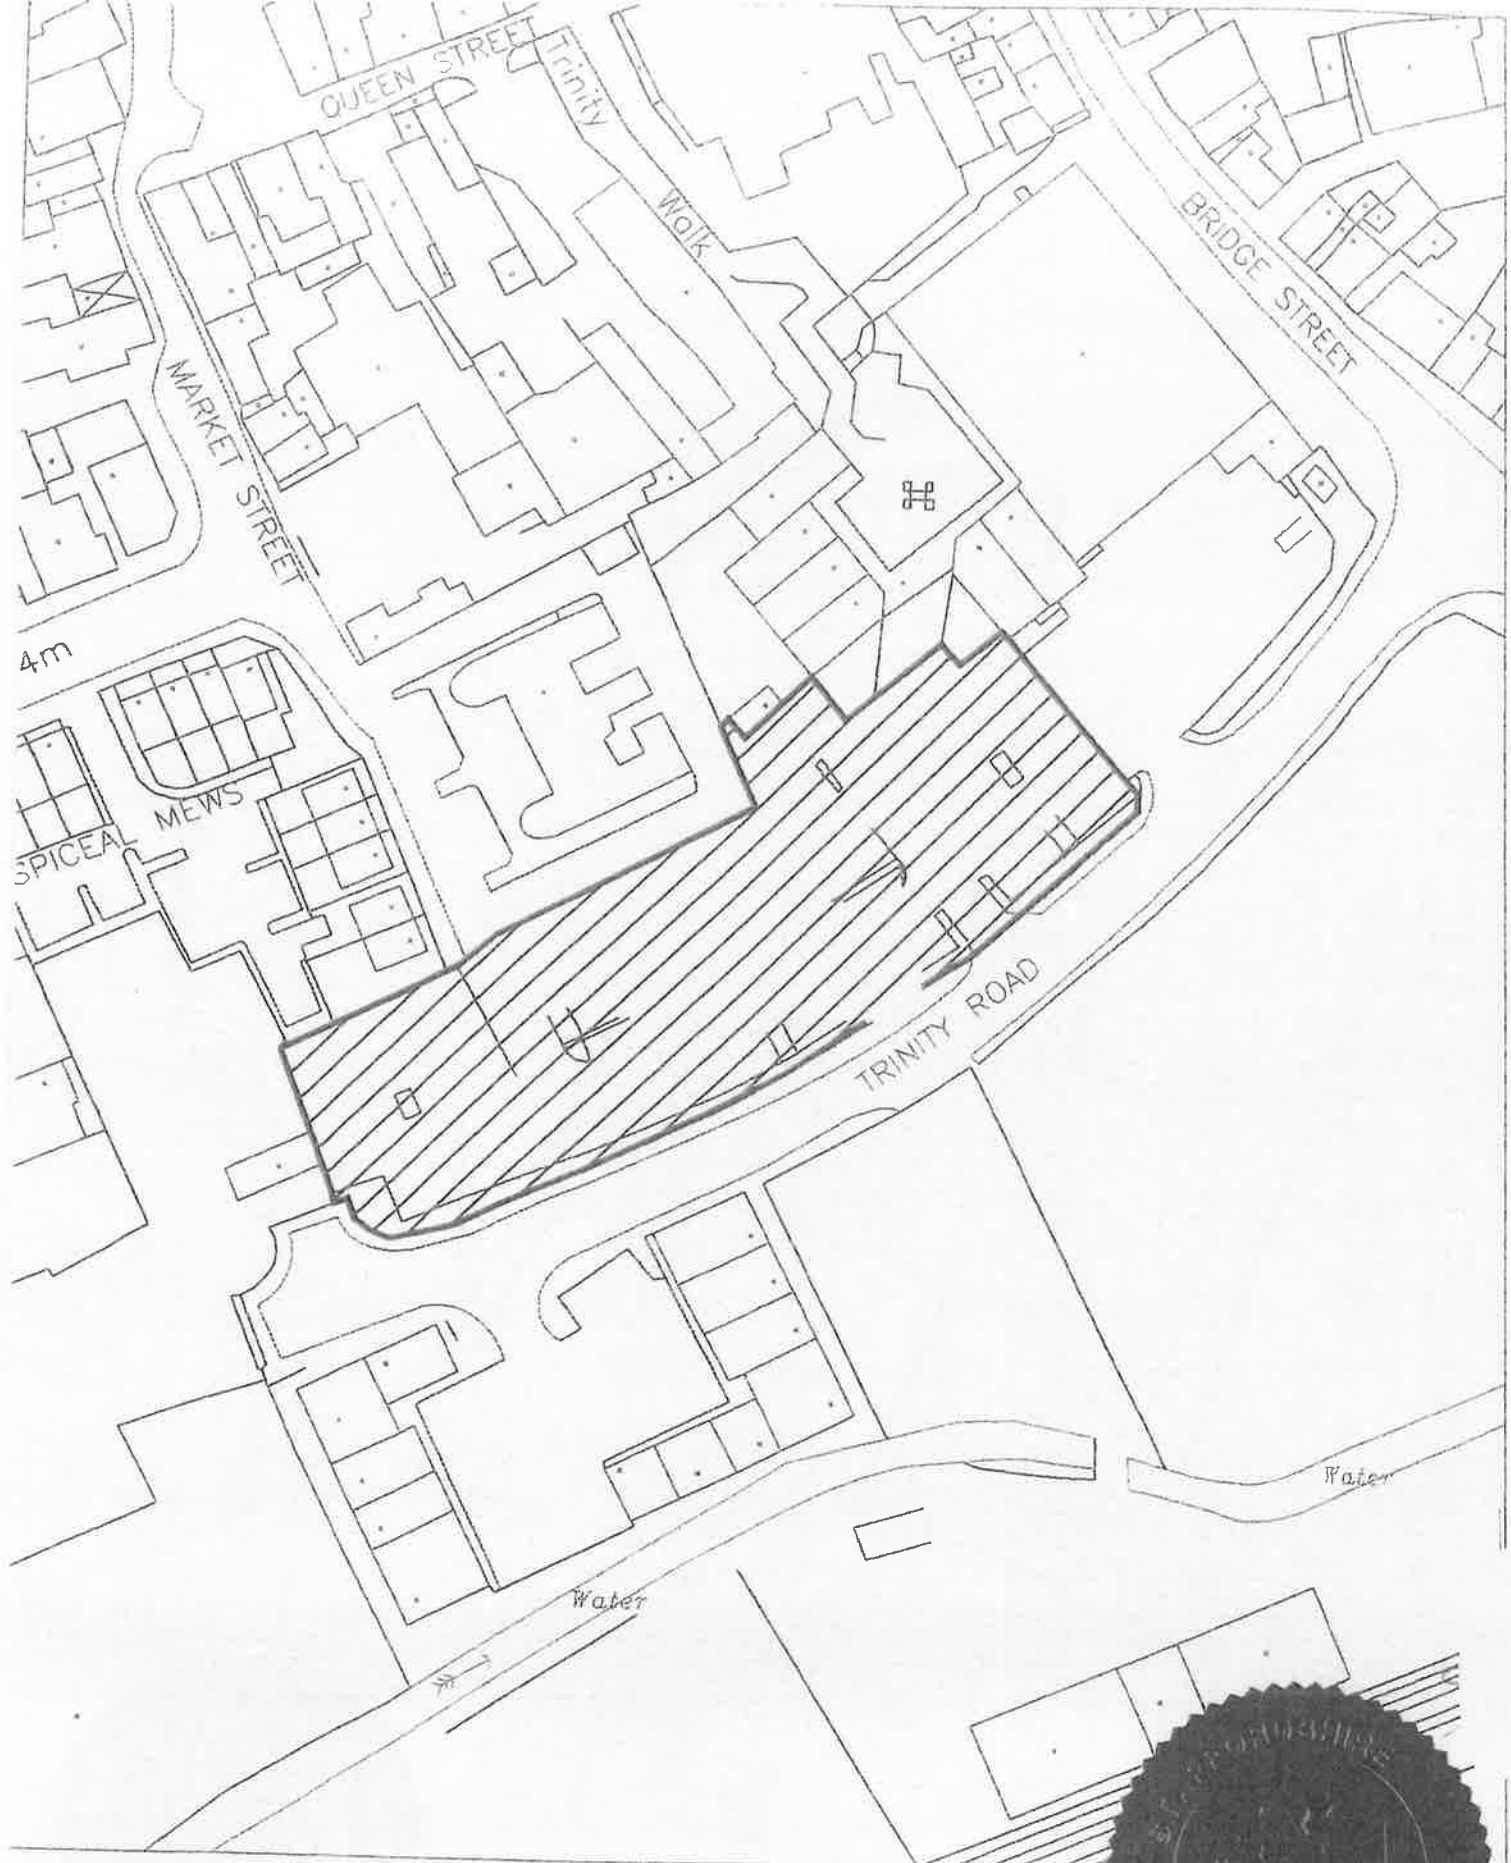 QUEEN STREET
Trinity
Walk
BRIDGE STREET
MARKET STREET
4m
SPICEAL MEWS
TRINITY ROAD
Water
Water